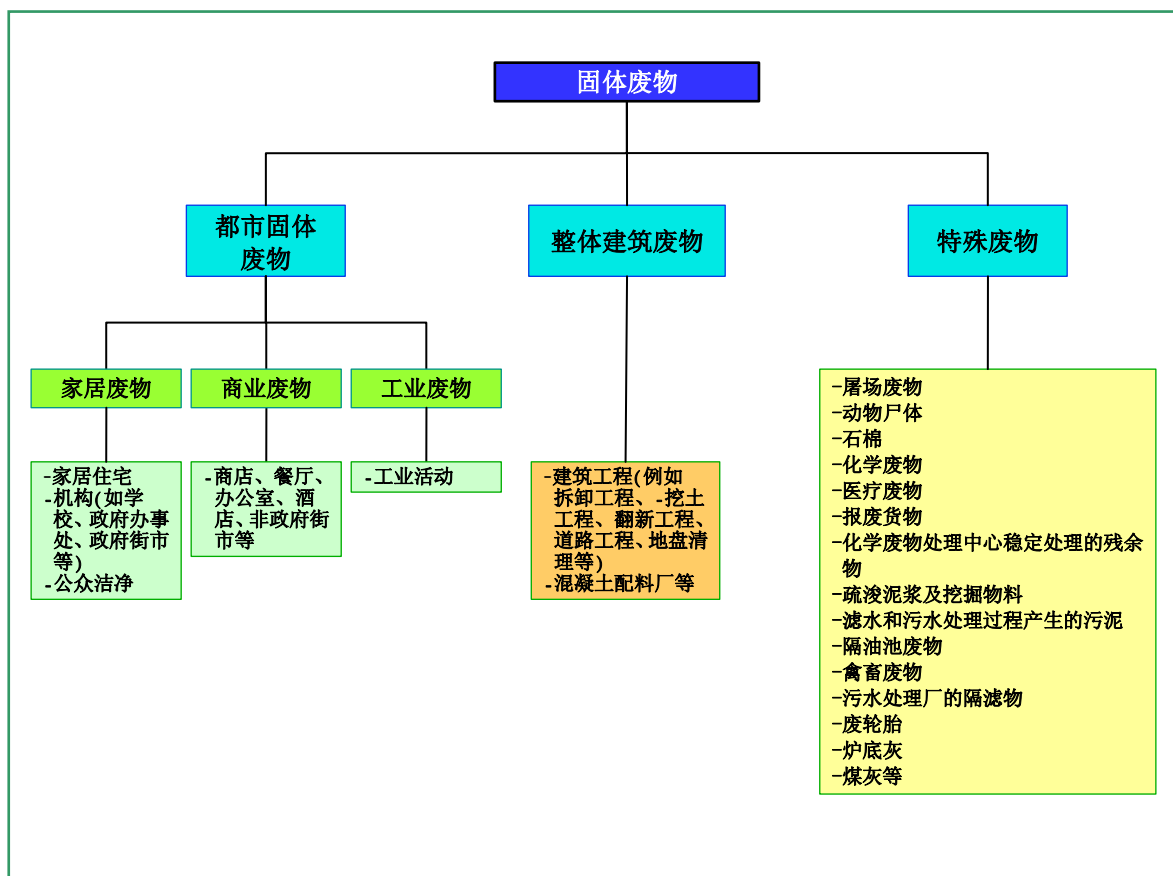 固体废物
都市固体
废物
整体建筑废物
特殊废物
家居废物
商业废物
工业废物
-家居住宅
-机构(如学
校、政府办事
处、政府街市
等)
-公众洁净
-商店、餐厅、
办公室、酒
店、非政府街
市等
-工业活动
-建筑工程(例如
拆卸工程、-挖土
工程、翻新工程、
道路工程、地盘清
理等)
-混凝土配料厂等
-屠场废物
-动物尸体
-石棉
-化学废物
-医疗废物
-报废货物
-化学废物处理中心稳定处理的残余
物
-疏浚泥浆及挖掘物料
-滤水和污水处理过程产生的污泥
-隔油池废物
-禽畜废物
-污水处理厂的隔滤物
-废轮胎
-炉底灰
-煤灰等